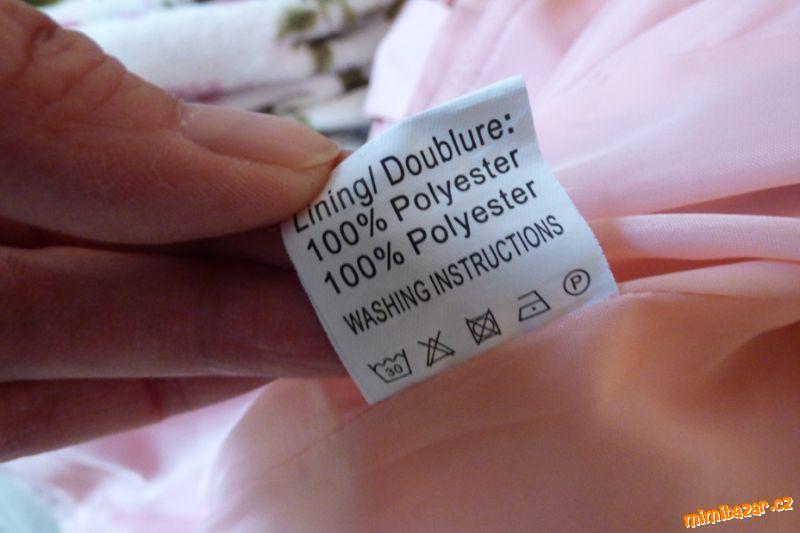 Lining/ Doublure:
100% Polyester
100% Polyester
WASHING INSTRUCTIONS
30
P
mimibazar.cz